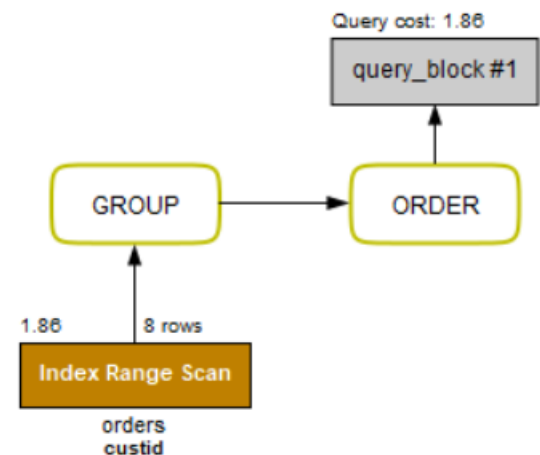 Query cost: 1.86
query_block #1
GROUP
ORDER
1.86
8 rows
Index Range Scan
orders
custid